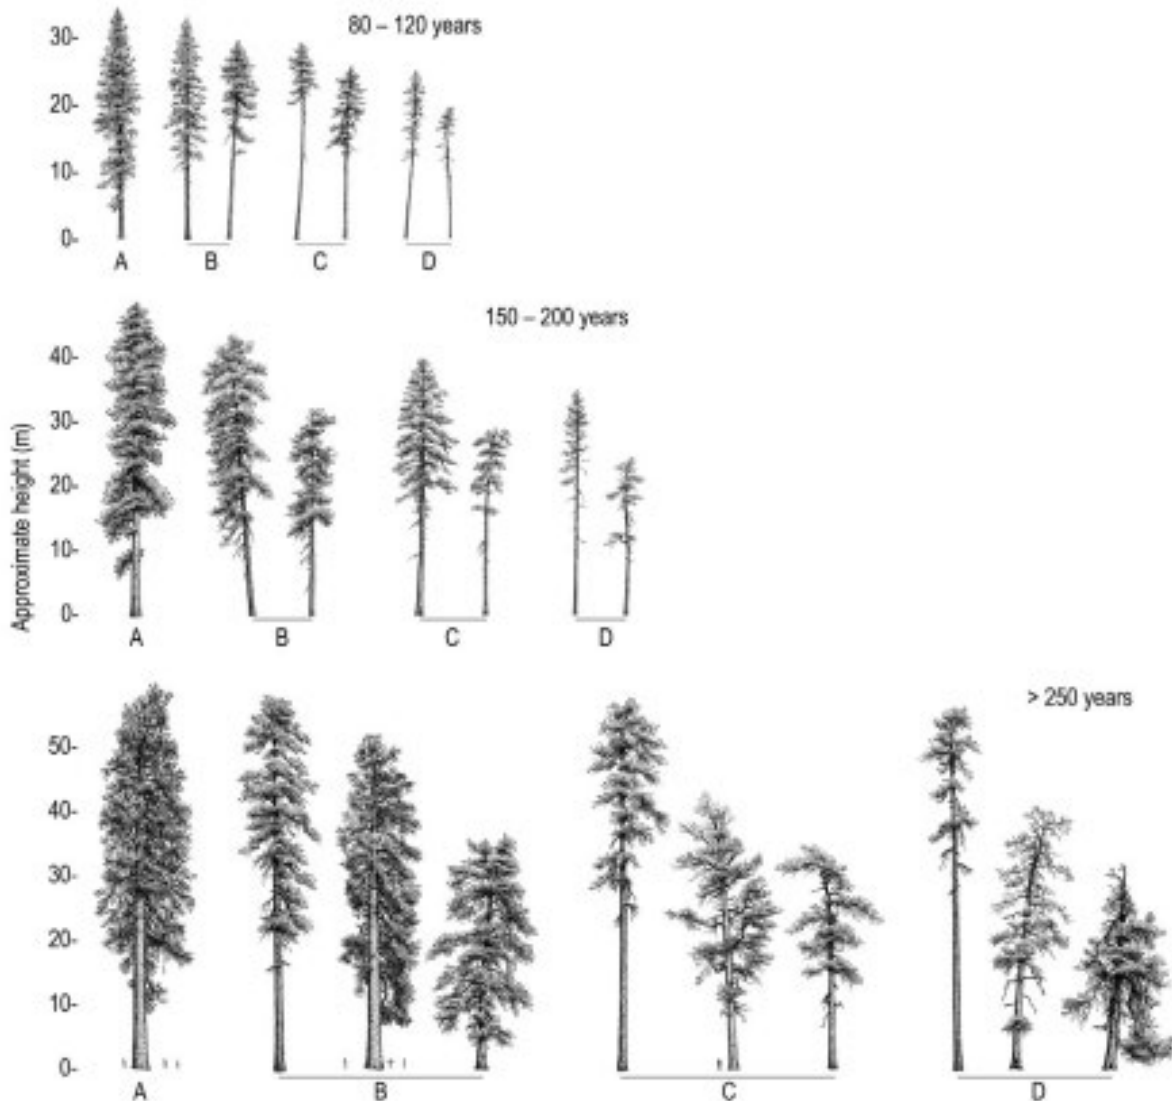 80 – 120 years
30-
20-
10-
0-
A B C D
150 – 200 years
40-
30-
20-
10-
0-
A B C D
Approximate height (m)
> 250 years
50-
40-
30-
20-
10-
0-
A B C D